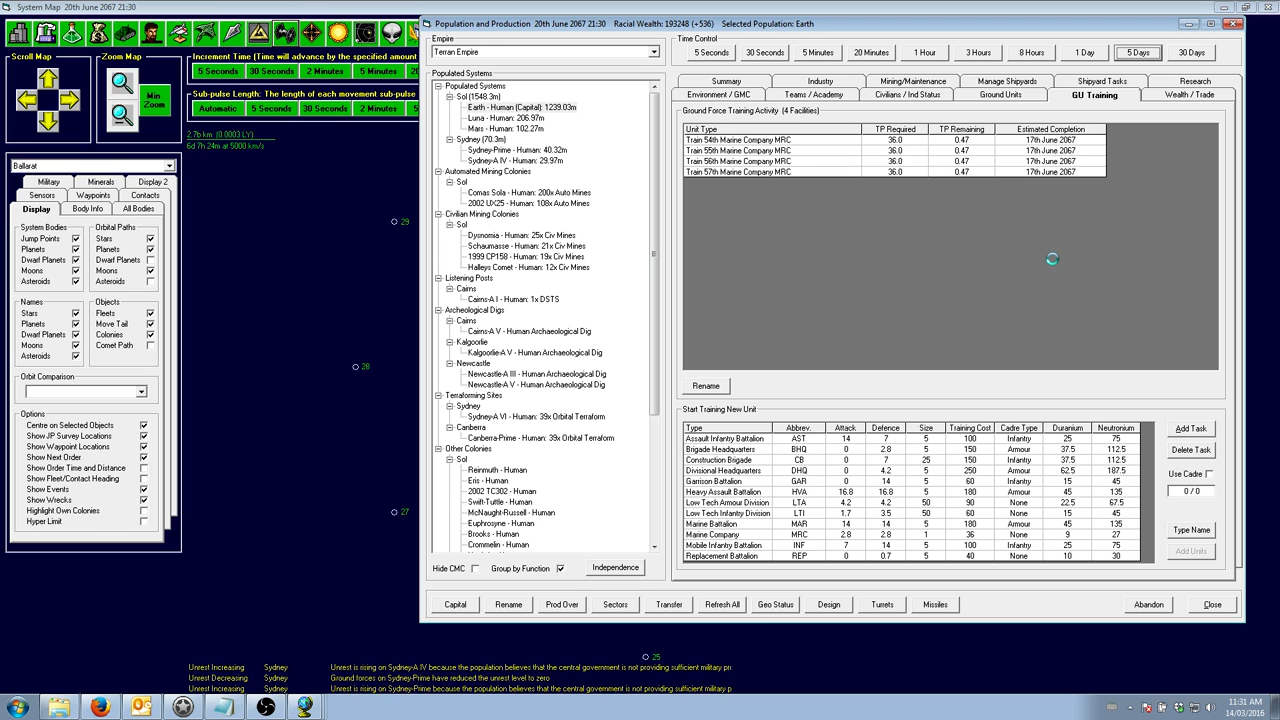 System Map  20th June 2067 21:30
Increment Time (Time will advance by the specified amount
Scroll Map
Zoom Map
Min Zoom
5 Seconds
30 Seconds
2 Minutes
5 Minutes
20
Sub-pulse Length: The length of each movement sub-pulse
Automatic
5 Seconds
30 Seconds
2 Minutes
5
2.7b km  (0.0003 LY)
6d 7h 24m at 5000 km/s
Ballarat
Military
Minerals
Display 2
Sensors
Waypoints
Contacts
Display
Body Info
All Bodies
System Bodies
Orbital Paths
Jump Points
Stars
Planets
Planets
Dwarf Planets
Dwarf Planets
Moons
Moons
Asteroids
Asteroids
Names
Objects
Stars
Fleets
Planets
Move Tail
Dwarf Planets
Colonies
Moons
Comet Path
Asteroids
Orbit Comparison
Options
Centre on Selected Objects
Show JP Survey Locations
Show Waypoint Locations
Show Next Order
Show Order Time and Distance
Show Fleet/Contact Heading
Show Events
Show Wrecks
Highlight Own Colonies
Hyper Limit
29
28
27
25
Unrest Increasing  Sydney  Unrest is rising on Sydney-A IV because the population believes that the central government is not providing sufficient military pr
Unrest Decreasing  Sydney  Ground forces on Sydney-Prime have reduced the unrest level to zero
Unrest Increasing  Sydney  Unrest is rising on Sydney-Prime because the population believes that the central government is not providing sufficient military pr
Population and Production  20th June 2067 21:30  Racial Wealth: 193248 (+536)  Selected Population: Earth
Empire
Terran Empire
Populated Systems
Populated Systems
Sol (1548.3m)
Earth - Human (Capital): 1239.03m
Luna - Human: 206.97m
Mars - Human: 102.27m
Sydney (70.3m)
Sydney-Prime - Human: 40.32m
Sydney-A IV - Human: 29.97m
Automated Mining Colonies
Sol
Comas Sola - Human: 200x Auto Mines
2002 UX25 - Human: 108x Auto Mines
Civilian Mining Colonies
Sol
Dysnomia - Human: 25x Civ Mines
Schaumasse - Human: 21x Civ Mines
1999 CP158 - Human: 19x Civ Mines
Halleys Comet - Human: 12x Civ Mines
Listening Posts
Cairns
Cairns-A I - Human: 1x DSTS
Archeological Digs
Cairns
Cairns-A V - Human Archaeological Dig
Kalgoorlie
Kalgoorlie-A V - Human Archaeological Dig
Newcastle
Newcastle-A III - Human Archaeological Dig
Newcastle-A V - Human Archaeological Dig
Terraforming Sites
Sydney
Sydney-A VI - Human: 39x Orbital Terraform
Canberra
Canberra-Prime - Human: 39x Orbital Terraform
Other Colonies
Sol
Reinmuth - Human
Eris - Human
2002 TC302 - Human
Swift-Tuttle - Human
McNaught-Russell - Human
Euphrosyne - Human
Brooks - Human
Crommelin - Human
Hide CMC
Group by Function
Independence
Time Control
5 Seconds
30 Seconds
5 Minutes
20 Minutes
1 Hour
3 Hours
8 Hours
1 Day
5 Days
30 Days
Summary
Industry
Mining/Maintenance
Manage Shipyards
Shipyard Tasks
Research
Environment / GMC
Teams / Academy
Civilians / Ind Status
Ground Units
GU Training
Wealth / Trade
Ground Force Training Activity  (4 Facilities)
Unit Type  TP Required  TP Remaining  Estimated Completion
Train 54th Marine Company MRC  36.0  0.47  17th June 2067
Train 55th Marine Company MRC  36.0  0.47  17th June 2067
Train 56th Marine Company MRC  36.0  0.47  17th June 2067
Train 57th Marine Company MRC  36.0  0.47  17th June 2067
Rename
Start Training New Unit
Type  Abbrev.  Attack  Defence  Size  Training Cost  Cadre Type  Duranium  Neutronium
Assault Infantry Battalion  AST  14  7  5  100  Infantry  25  75
Brigade Headquarters  BHQ  2.8  5  150  Armour  37.5  112.5
Construction Brigade  CB  7  25  150  Infantry  37.5  112.5
Divisional Headquarters  DHQ  4.2  5  250  Armour  62.5  187.5
Garrison Battalion  GAR  14  5  60  Infantry  15  45
Heavy Assault Battalion  HVA  16.8  16.8  5  180  Armour  45  135
Low Tech Armour Division  LTA  4.2  4.2  50  90  None  22.5  67.5
Low Tech Infantry Division  LTI  1.7  3.5  50  60  None  15  45
Marine Battalion  MAR  14  14  5  180  Armour  45  135
Marine Company  MRC  2.8  2.8  1  36  None  9  27
Mobile Infantry Battalion  INF  7  14  5  100  Infantry  25  75
Replacement Battalion  REP  0  0.7  5  40  None  10  30
Add Task
Delete Task
Use Cadre
0 / 0
Type Name
Add Units
Capital
Rename
Prod Over
Sectors
Transfer
Refresh All
Geo Status
Design
Turrets
Missiles
Abandon
Close
11:31 AM
14/03/2016